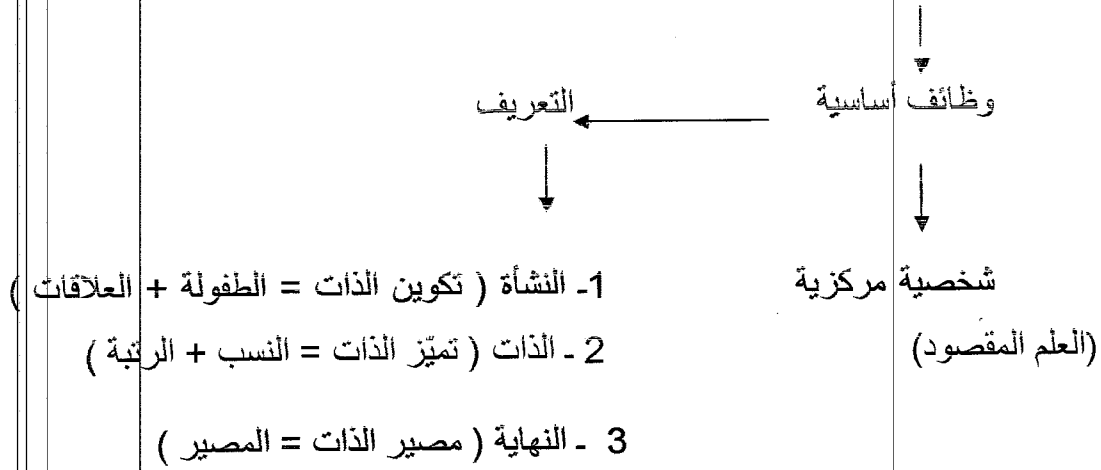 وظائف أساسية
التعريف
شخصية مركزية
(العلم المقصود)
1- النشأة ( تكوين الذات = الطفولة + العلاقات )
2 - الذات ( تميّز الذات = النسب + الرتبة )
3 - النهاية ( مصير الذات = المصير )